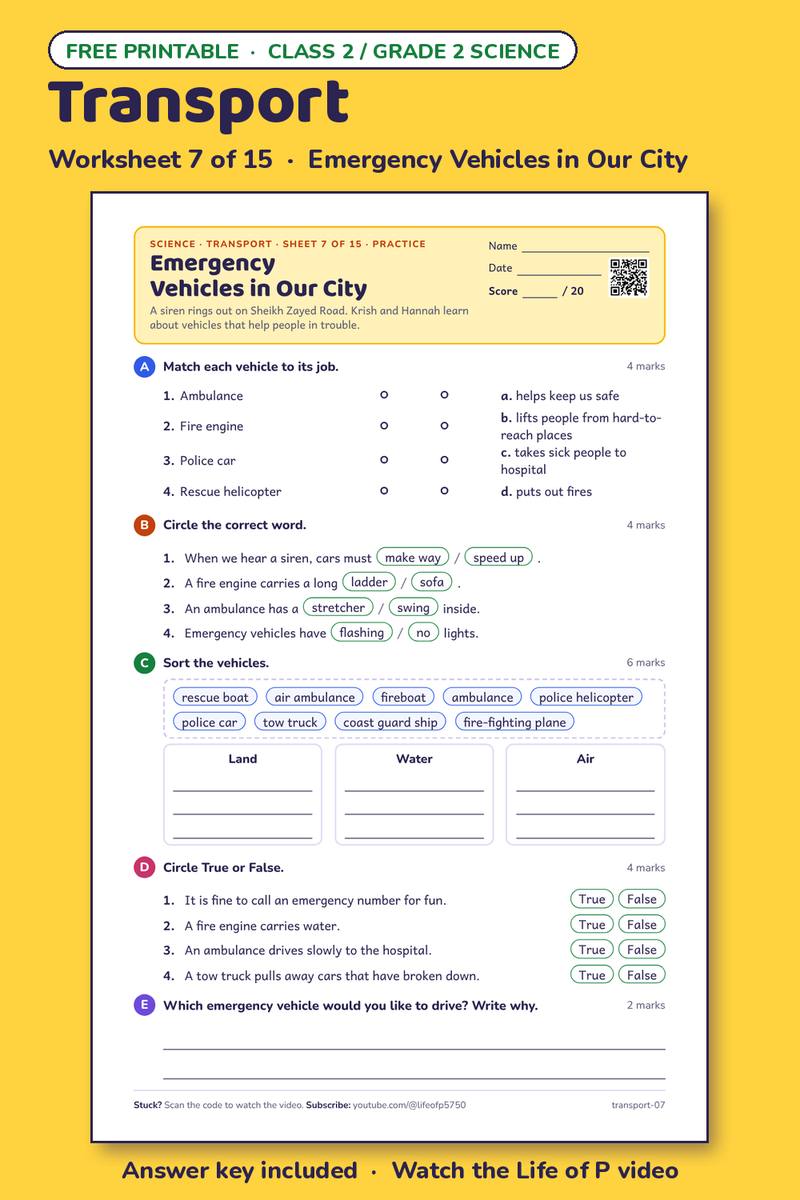 FREE PRINTABLE · CLASS 2 / GRADE 2 SCIENCE
Transport
Worksheet 7 of 15 · Emergency Vehicles in Our City
SCIENCE · TRANSPORT · SHEET 7 OF 15 · PRACTICE
Emergency
Vehicles in Our City
A siren rings out on Sheikh Zayed Road. Krish and Hannah learn
about vehicles that help people in trouble.
Name
Date
Score / 20
A Match each vehicle to its job. 4 marks
1. Ambulance a. helps keep us safe
2. Fire engine b. lifts people from hard-to-
reach places
3. Police car c. takes sick people to
hospital
4. Rescue helicopter d. puts out fires
B Circle the correct word. 4 marks
1. When we hear a siren, cars must make way / speed up .
2. A fire engine carries a long ladder / sofa .
3. An ambulance has a stretcher / swing inside.
4. Emergency vehicles have flashing / no lights.
C Sort the vehicles. 6 marks
rescue boat air ambulance fireboat ambulance police helicopter
police car tow truck coast guard ship fire-fighting plane
Land Water Air
D Circle True or False. 4 marks
1. It is fine to call an emergency number for fun. True False
2. A fire engine carries water. True False
3. An ambulance drives slowly to the hospital. True False
4. A tow truck pulls away cars that have broken down. True False
E Which emergency vehicle would you like to drive? Write why. 2 marks
Stuck? Scan the code to watch the video. Subscribe: youtube.com/@lifeofp5750 transport-07
Answer key included · Watch the Life of P video